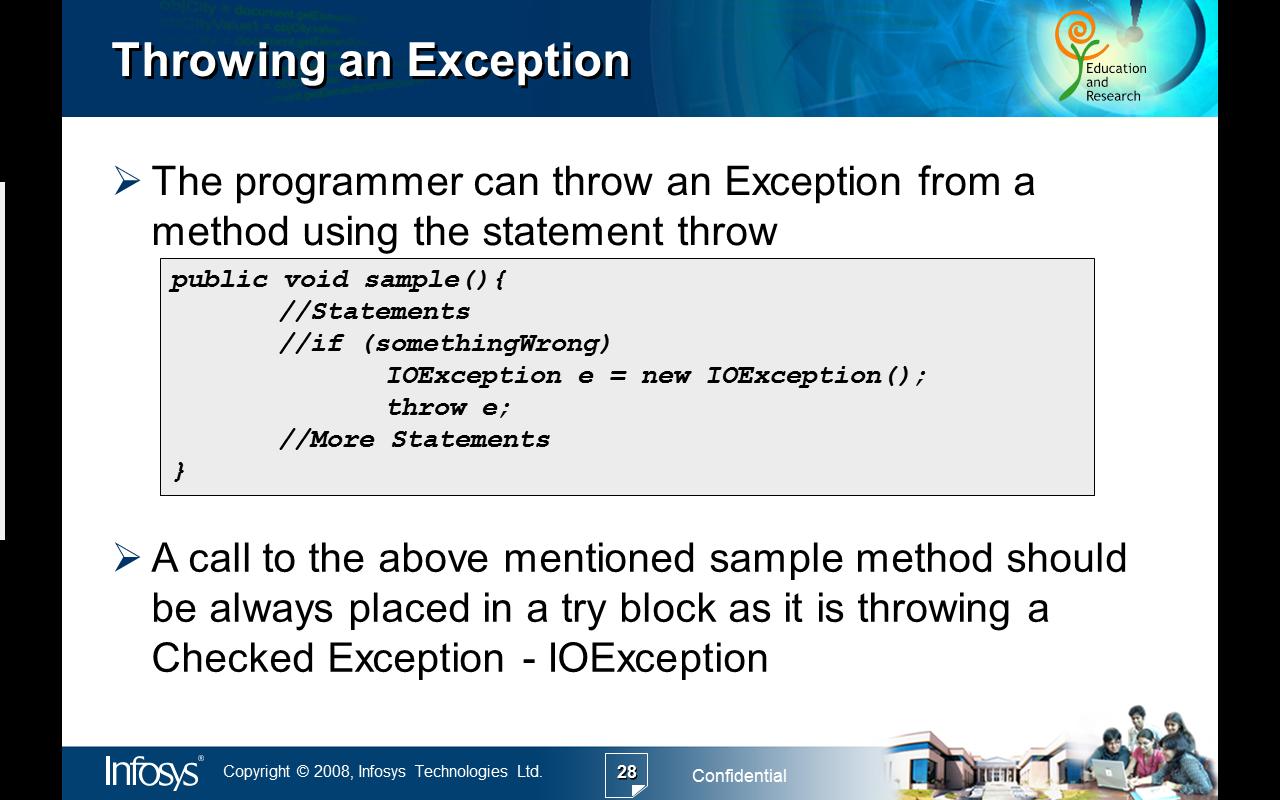 Throwing an Exception
Education
and
Research
The programmer can throw an Exception from a
method using the statement throw
public void sample(){
//Statements
//if (somethingWrong)
IOException e = new IOException();
throw e;
//More Statements
}
A call to the above mentioned sample method should
be always placed in a try block as it is throwing a
Checked Exception - IOException
Infosys®
Copyright © 2008, Infosys Technologies Ltd.
28
Confidential